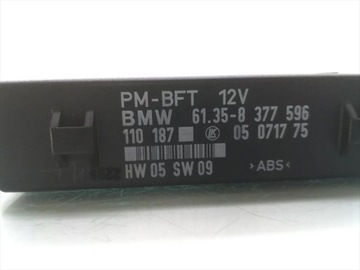 PM-BFT 12V
BMW 61.35-8 377 596
110 187 LK 05 0717 75
HW 05 SW 09 >ABS<